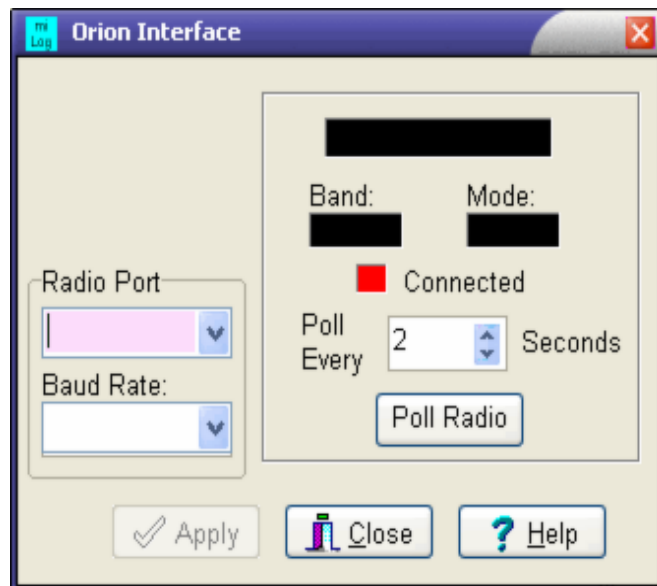 mi
Log
Orion Interface
Band:
Mode:
Connected
Radio Port
Poll
Every
2
Seconds
Baud Rate:
Poll Radio
Apply
Close
Help